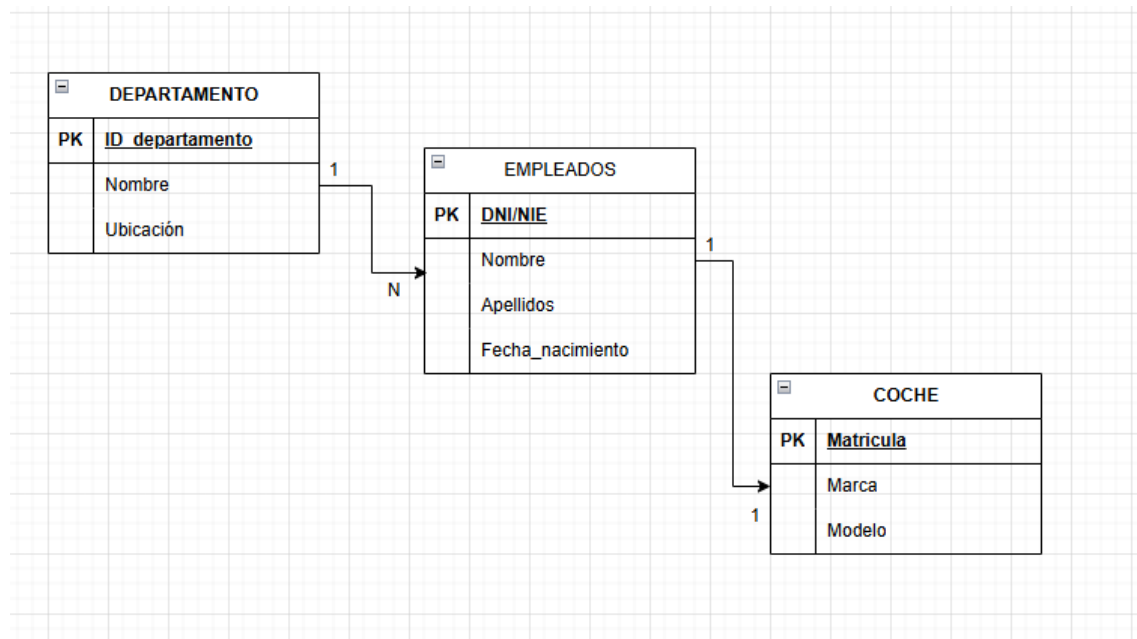 DEPARTAMENTO
PK ID_departamento
Nombre
Ubicación
1
N
EMPLEADOS
PK DNI/NIE
Nombre
Apellidos
Fecha_nacimiento
1
1
COCHE
PK Matricula
Marca
Modelo